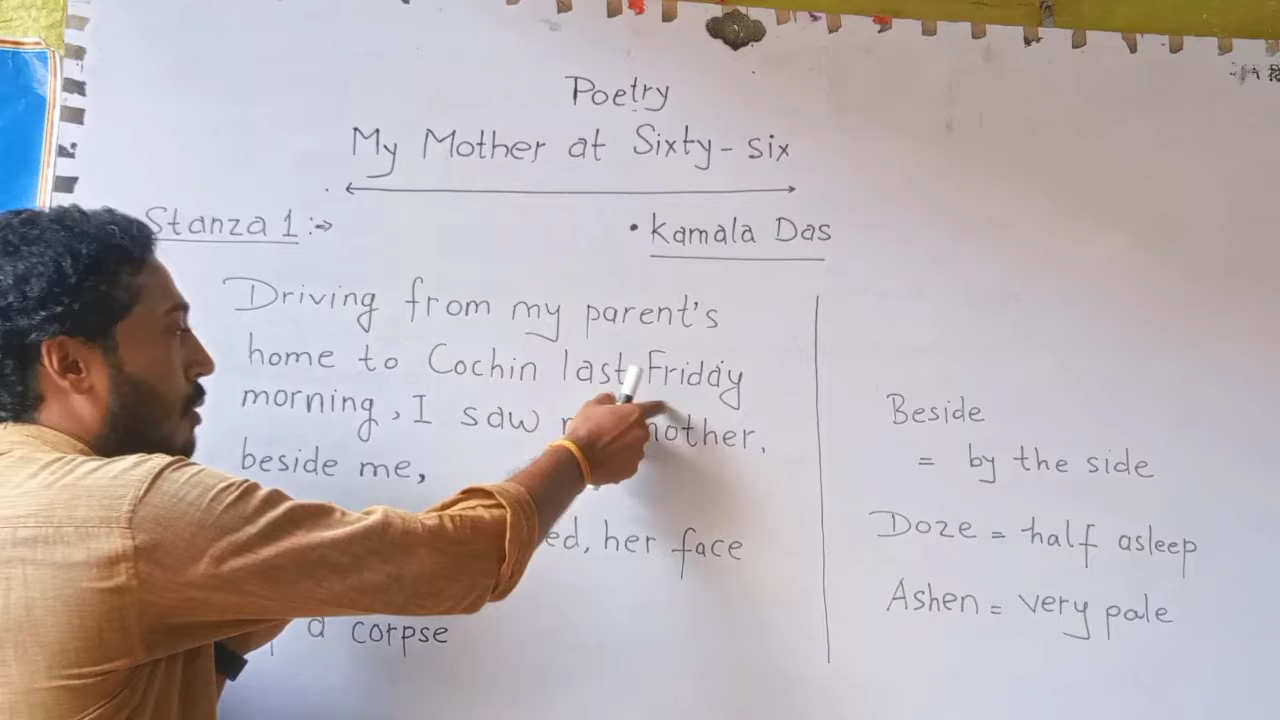 Poetry
My Mother at Sixty-six
Stanza 1 :→
• Kamala Das
Driving from my parent's
home to Cochin last Friday
morning, I saw mother,
beside me,
ed, her face
a corpse
Beside
= by the side
Doze = half asleep
Ashen = very pale